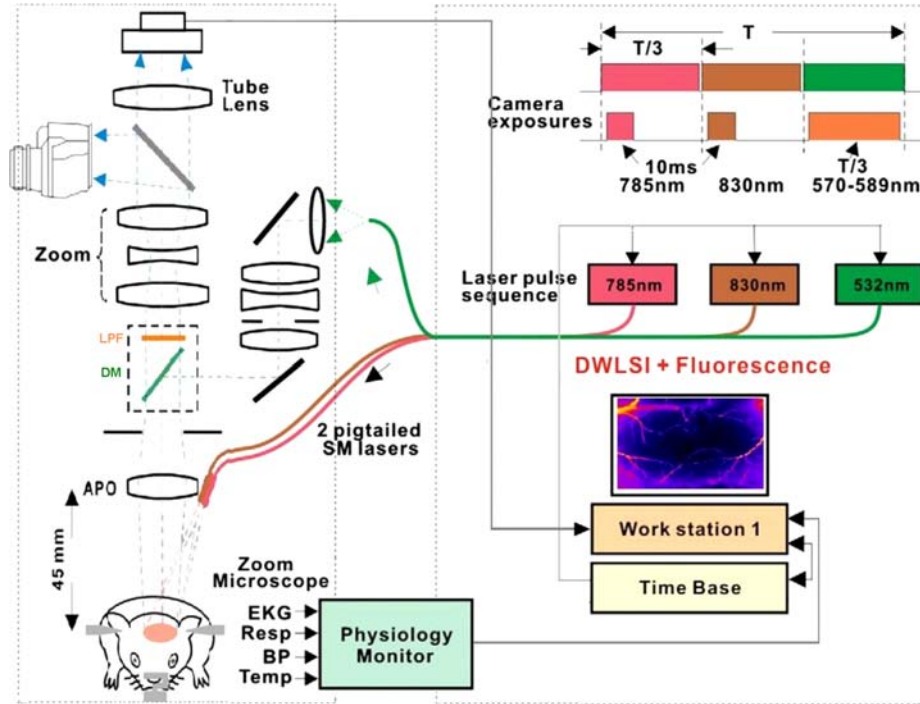 Tube
Lens
Zoom
LPF
DM
APO
45 mm
2 pigtailed
SM lasers
Zoom
Microscope
EKG
Resp
BP
Temp
Physiology
Monitor
T
T/3
Camera
exposures
10ms
785nm
830nm
T/3
570-589nm
Laser pulse
sequence
785nm
830nm
532nm
DWLSI + Fluorescence
Work station 1
Time Base